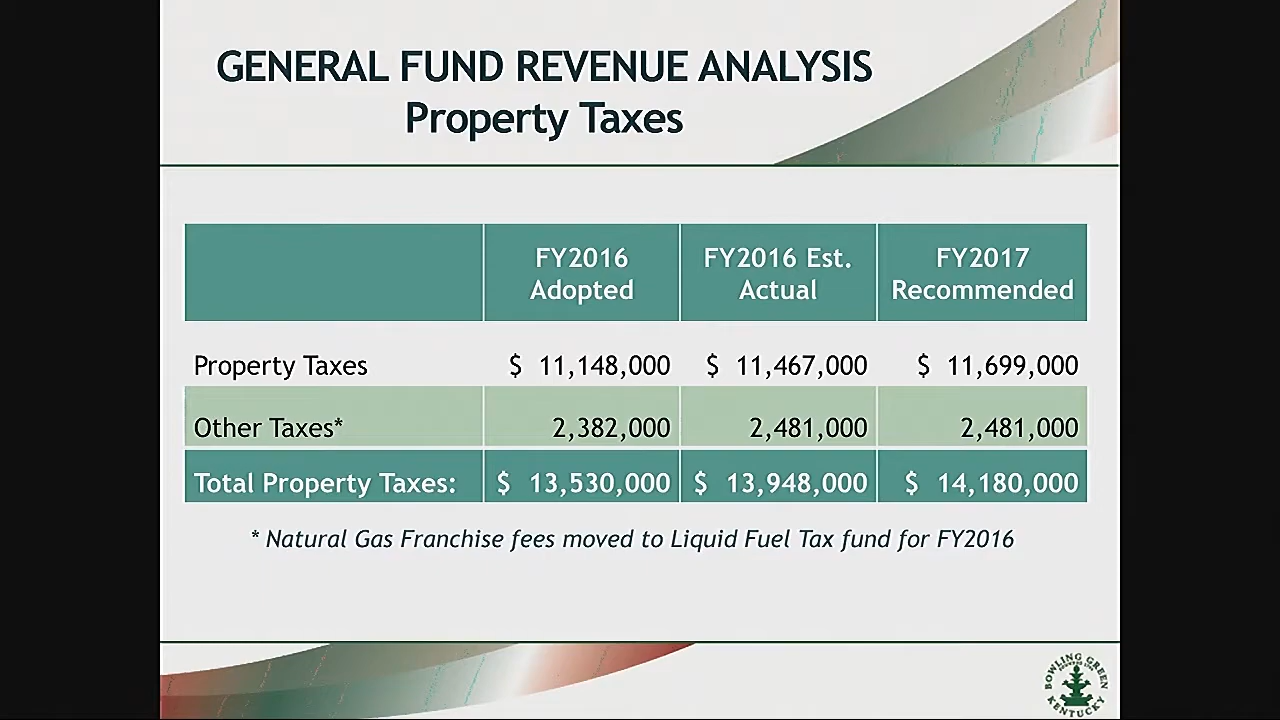 GENERAL FUND REVENUE ANALYSIS
Property Taxes
FY2016 Adopted FY2016 Est. Actual FY2017 Recommended
Property Taxes $ 11,148,000 $ 11,467,000 $ 11,699,000
Other Taxes* 2,382,000 2,481,000 2,481,000
Total Property Taxes: $ 13,530,000 $ 13,948,000 $ 14,180,000
* Natural Gas Franchise fees moved to Liquid Fuel Tax fund for FY2016
BOWLING GREEN
KENTUCKY